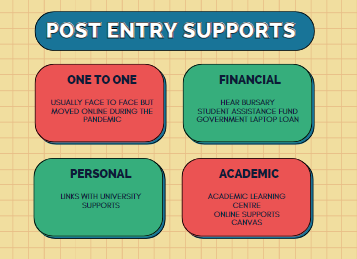 POST ENTRY SUPPORTS
ONE TO ONE
USUALLY FACE TO FACE BUT
MOVED ONLINE DURING THE
PANDEMIC
FINANCIAL
HEAR BURSARY
STUDENT ASSISTANCE FUND
GOVERNMENT LAPTOP LOAN
PERSONAL
LINKS WITH UNIVERSITY
SUPPORTS
ACADEMIC
ACADEMIC LEARNING
CENTRE
ONLINE SUPPORTS
CANVAS